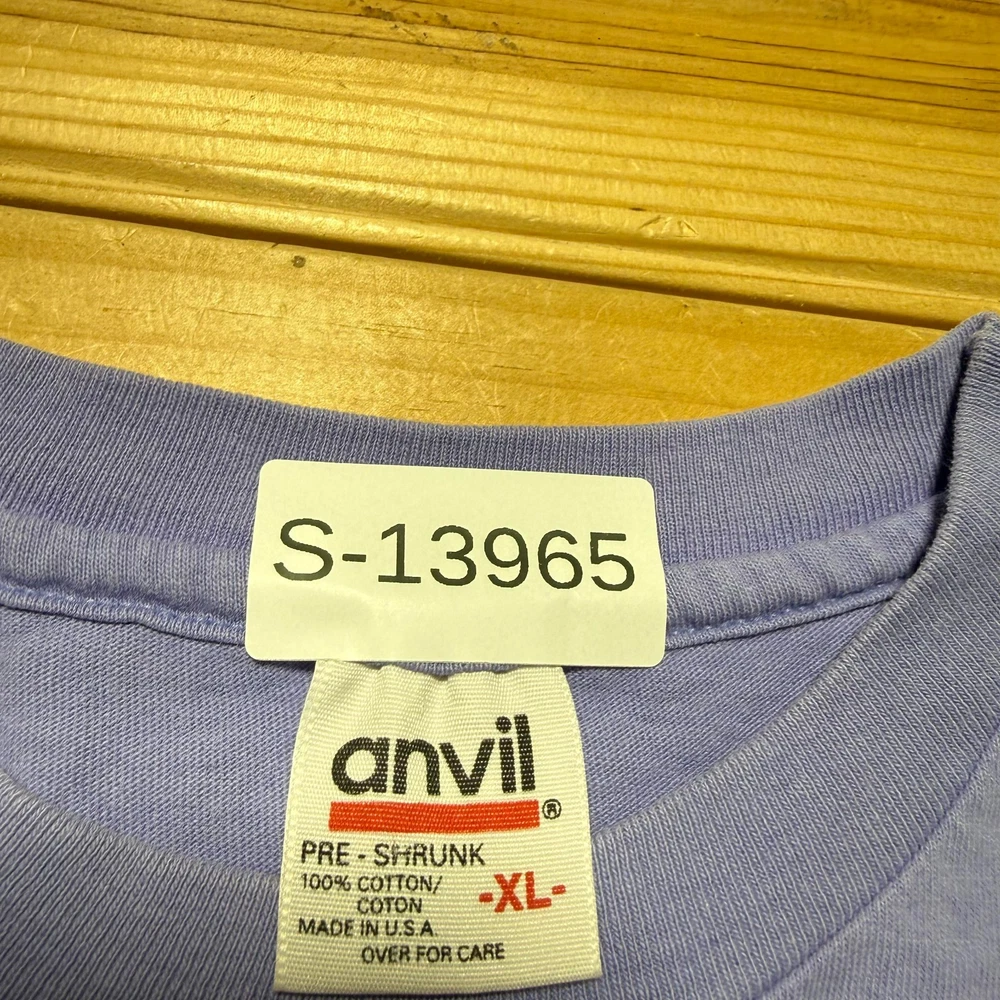 S-13965
anvil®
PRE - SHRUNK
100% COTTON/
COTON
-XL-
MADE IN U.S.A.
OVER FOR CARE